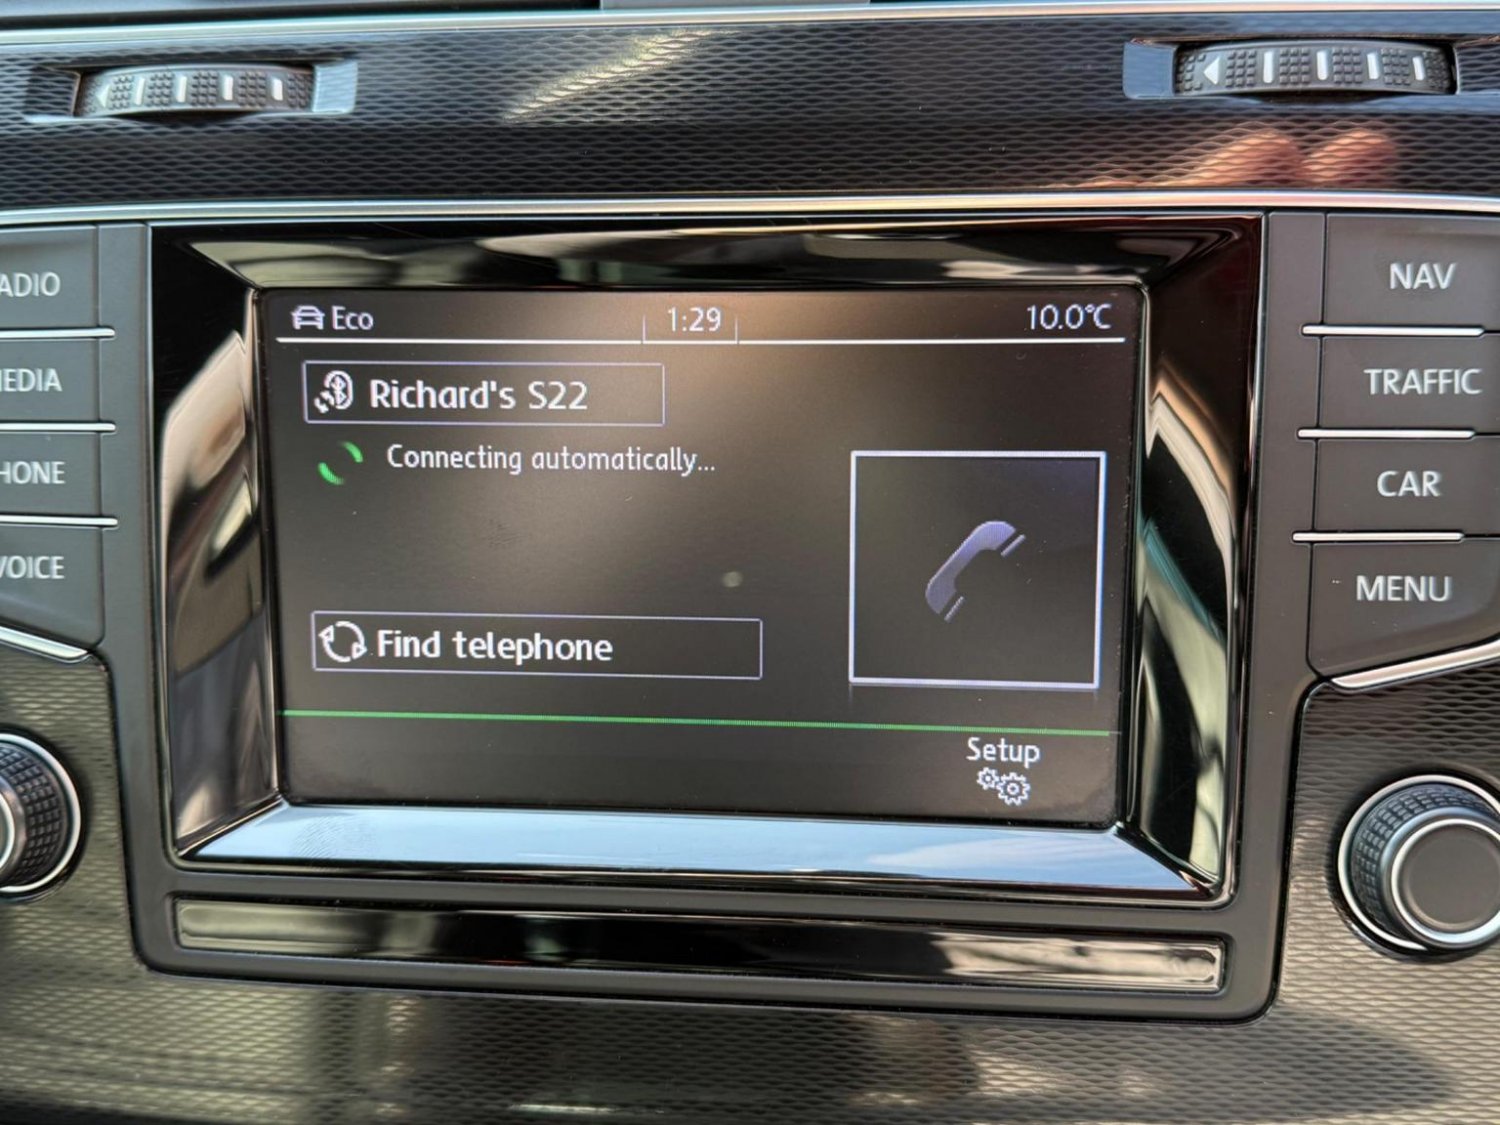 Eco 1:29 10.0°C
Richard's S22
Connecting automatically...
Find telephone
Setup
ADIO
EDIA
HONE
VOICE
NAV
TRAFFIC
CAR
MENU